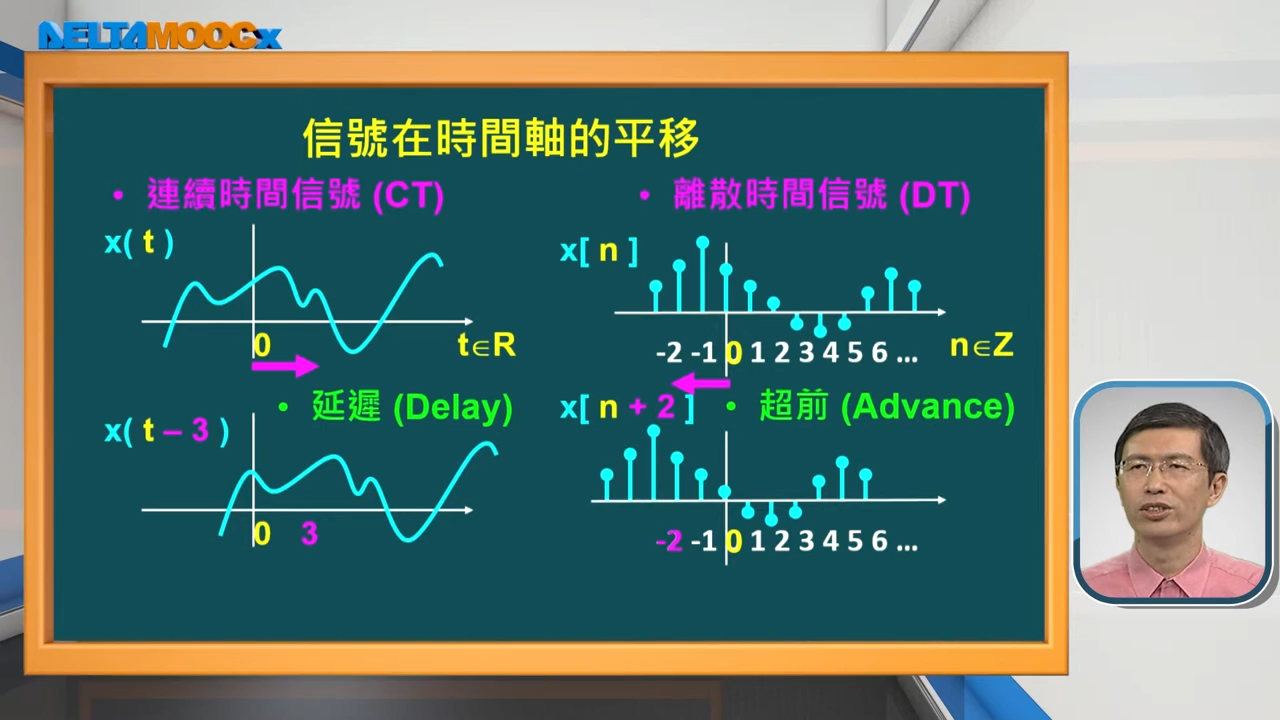 DELTAMOOCx
信號在時間軸的平移
• 連續時間信號 (CT)
x( t )
0
t∈R
• 延遲 (Delay)
x( t – 3 )
0 3
• 離散時間信號 (DT)
x[ n ]
-2 -1 0 1 2 3 4 5 6 ...
n∈Z
x[ n + 2 ]
• 超前 (Advance)
-2 -1 0 1 2 3 4 5 6 ...